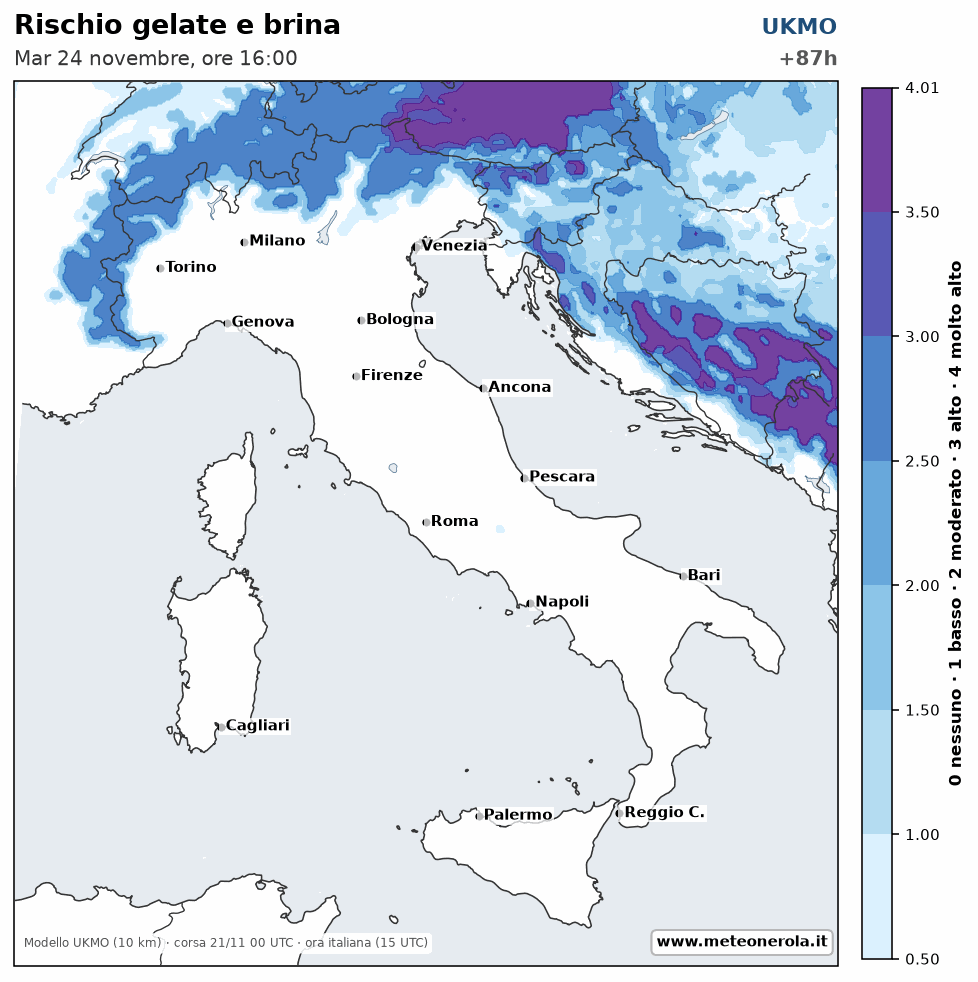 Rischio gelate e brina
UKMO
Mar 24 novembre, ore 16:00
+87h
4.01
3.50
3.00
2.50
2.00
1.50
1.00
0.50
0 nessuno · 1 basso · 2 moderato · 3 alto · 4 molto alto
Milano
Venezia
Torino
Genova
Bologna
Firenze
Ancona
Pescara
Roma
Bari
Napoli
Cagliari
Palermo
Reggio C.
Modello UKMO (10 km) · corsa 21/11 00 UTC · ora italiana (15 UTC)
www.meteonerola.it